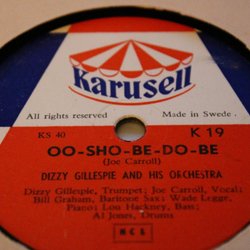 Karusell
All rights reserved
Made in Sweden.
KS 40
K 19
OO-SHO-BE-DO-BE
(Joe Carroll)
DIZZY GILLESPIE AND HIS ORCHESTRA
Dizzy Gillespie, Trumpet; Joe Carroll, Vocal
Bill Graham, Baritone Sax: Wade Legge,
Piano; Lou Hackney, Bass;
Al Jones, Drums